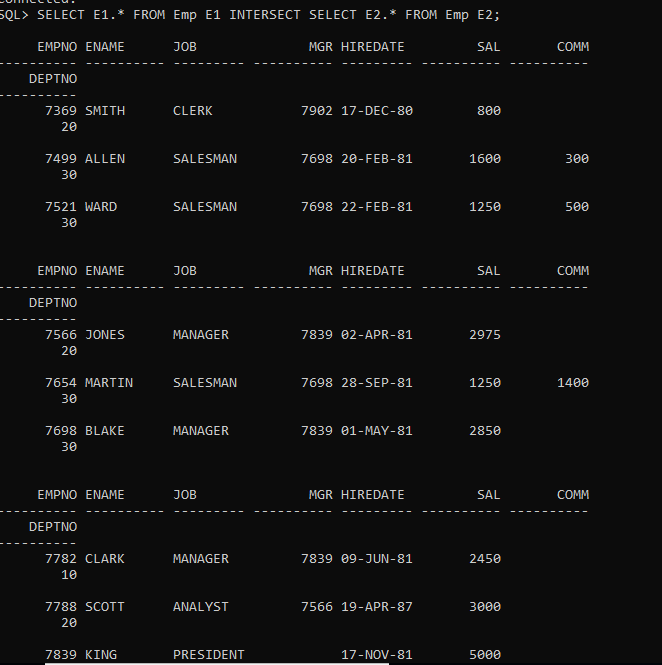 connected.
SQL> SELECT E1.* FROM Emp E1 INTERSECT SELECT E2.* FROM Emp E2;
EMPNO ENAME JOB MGR HIREDATE SAL COMM
---------- ---------- --------- ---------- --------- ---------- ----------
DEPTNO
----------
7369 SMITH CLERK 7902 17-DEC-80 800
20
7499 ALLEN SALESMAN 7698 20-FEB-81 1600 300
30
7521 WARD SALESMAN 7698 22-FEB-81 1250 500
30
EMPNO ENAME JOB MGR HIREDATE SAL COMM
---------- ---------- --------- ---------- --------- ---------- ----------
DEPTNO
----------
7566 JONES MANAGER 7839 02-APR-81 2975
20
7654 MARTIN SALESMAN 7698 28-SEP-81 1250 1400
30
7698 BLAKE MANAGER 7839 01-MAY-81 2850
30
EMPNO ENAME JOB MGR HIREDATE SAL COMM
---------- ---------- --------- ---------- --------- ---------- ----------
DEPTNO
----------
7782 CLARK MANAGER 7839 09-JUN-81 2450
10
7788 SCOTT ANALYST 7566 19-APR-87 3000
20
7839 KING PRESIDENT 17-NOV-81 5000